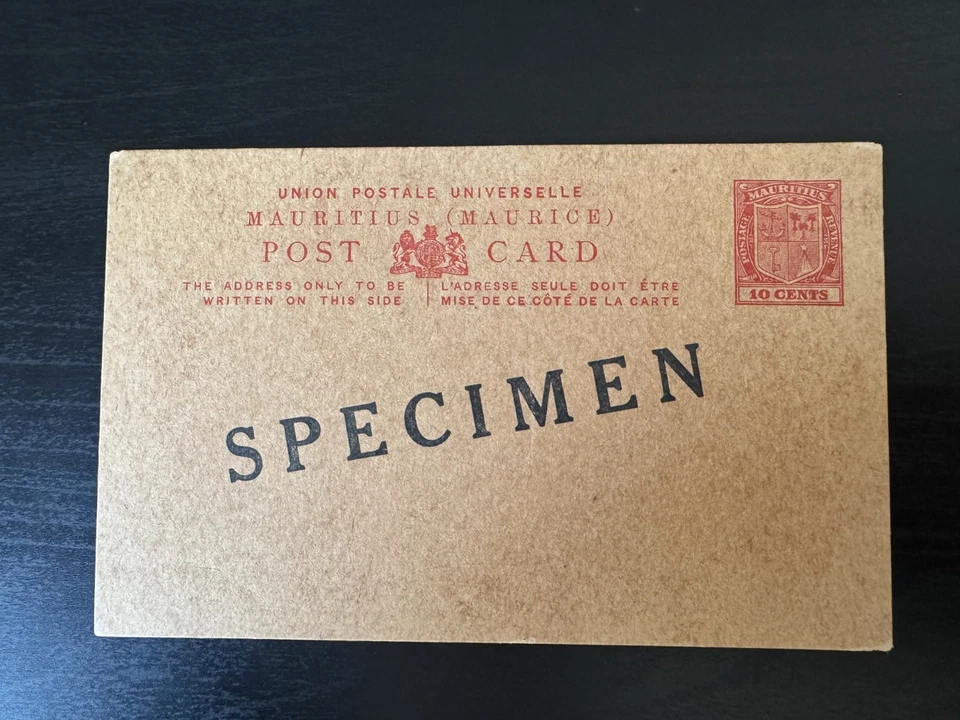 UNION POSTALE UNIVERSELLE
MAURITIUS (MAURICE)
POST CARD
THE ADDRESS ONLY TO BE
WRITTEN ON THIS SIDE
L'ADRESSE SEULE DOIT ÊTRE
MISE DE CE CÔTÉ DE LA CARTE
MAURITIUS
POSTAGE
REVENUE
10 CENTS
SPECIMEN